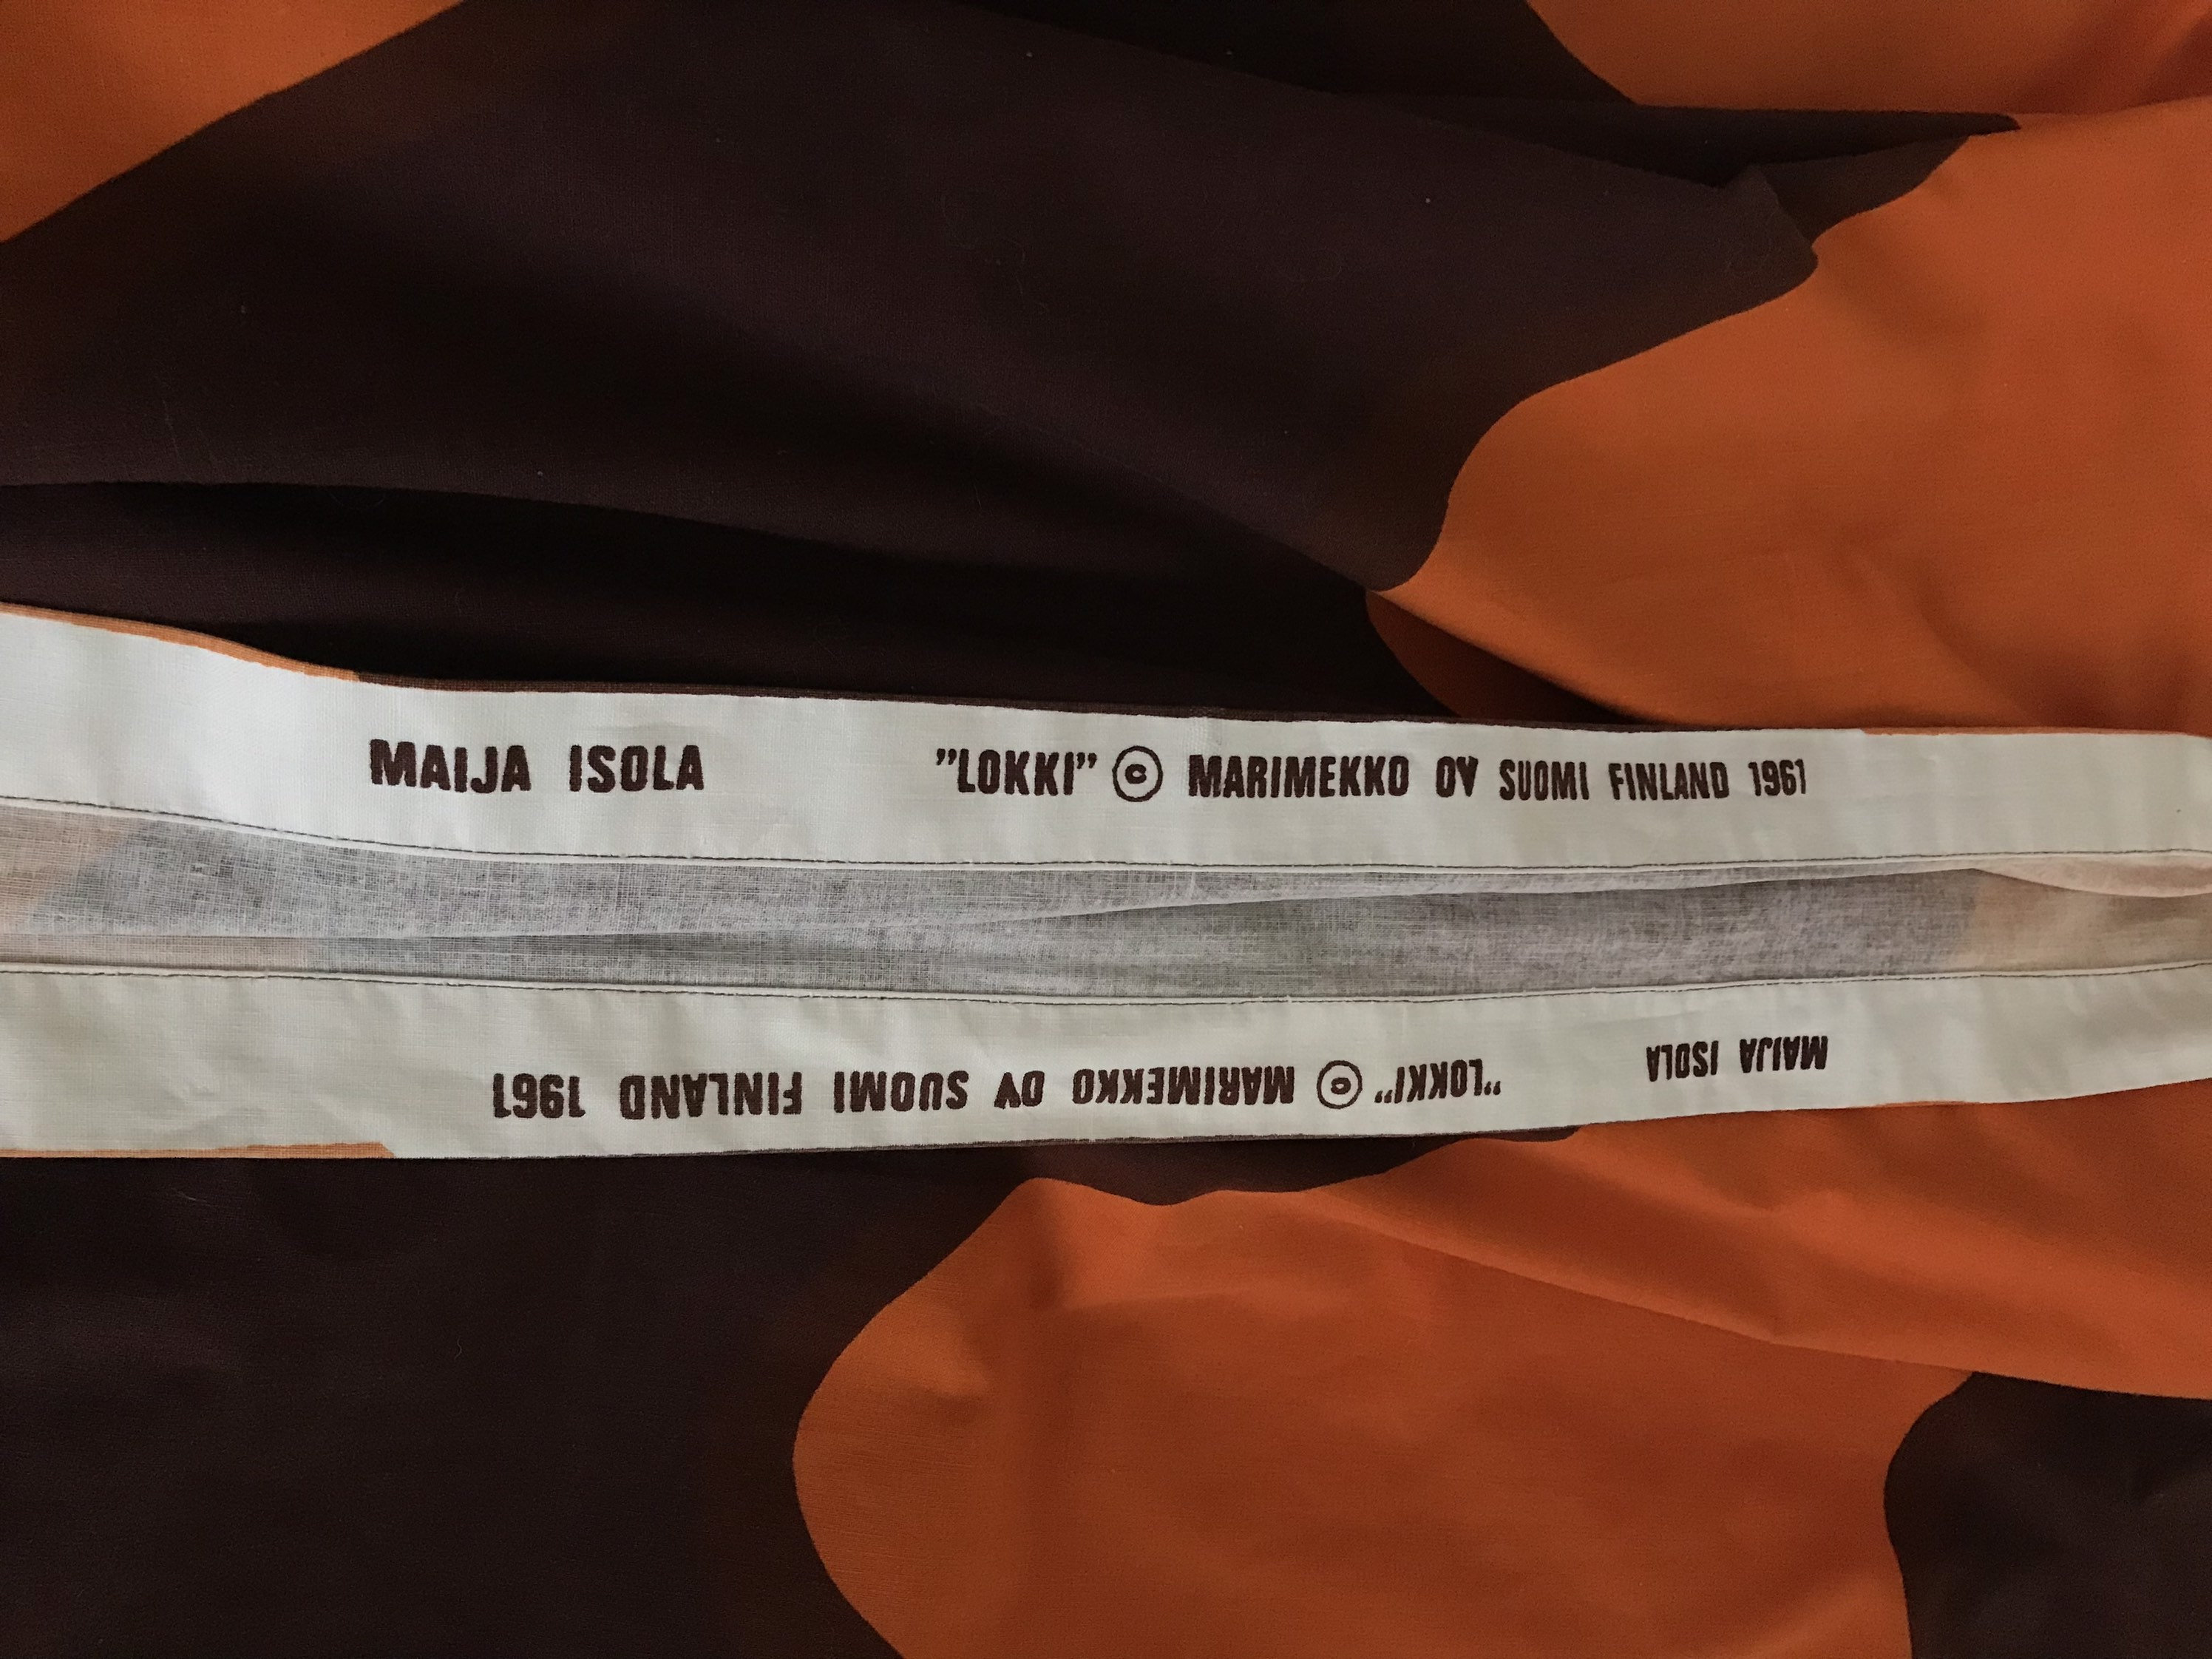 MAIJA ISOLA ”LOKKI” © MARIMEKKO OY SUOMI FINLAND 1961
MAIJA ISOLA ”LOKKI” © MARIMEKKO OY SUOMI FINLAND 1961